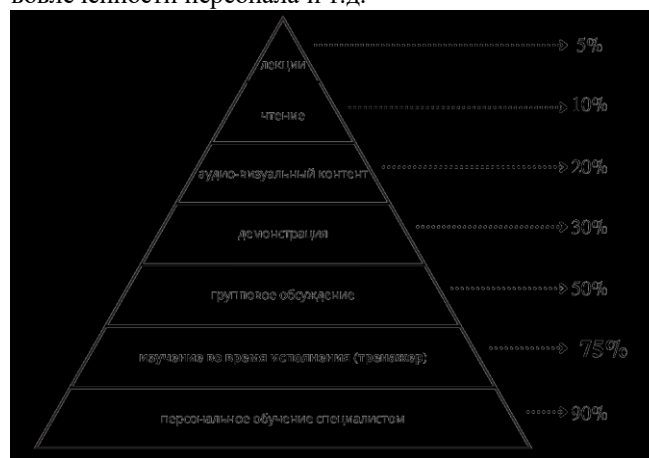 вовлеченности персонала и т.д.
лекции 5%
чтение 10%
аудио-визуальный контент 20%
демонстрация 30%
групповое обсуждение 50%
изучение во время исполнения (тренажер) 75%
персональное обучение специалистом 90%